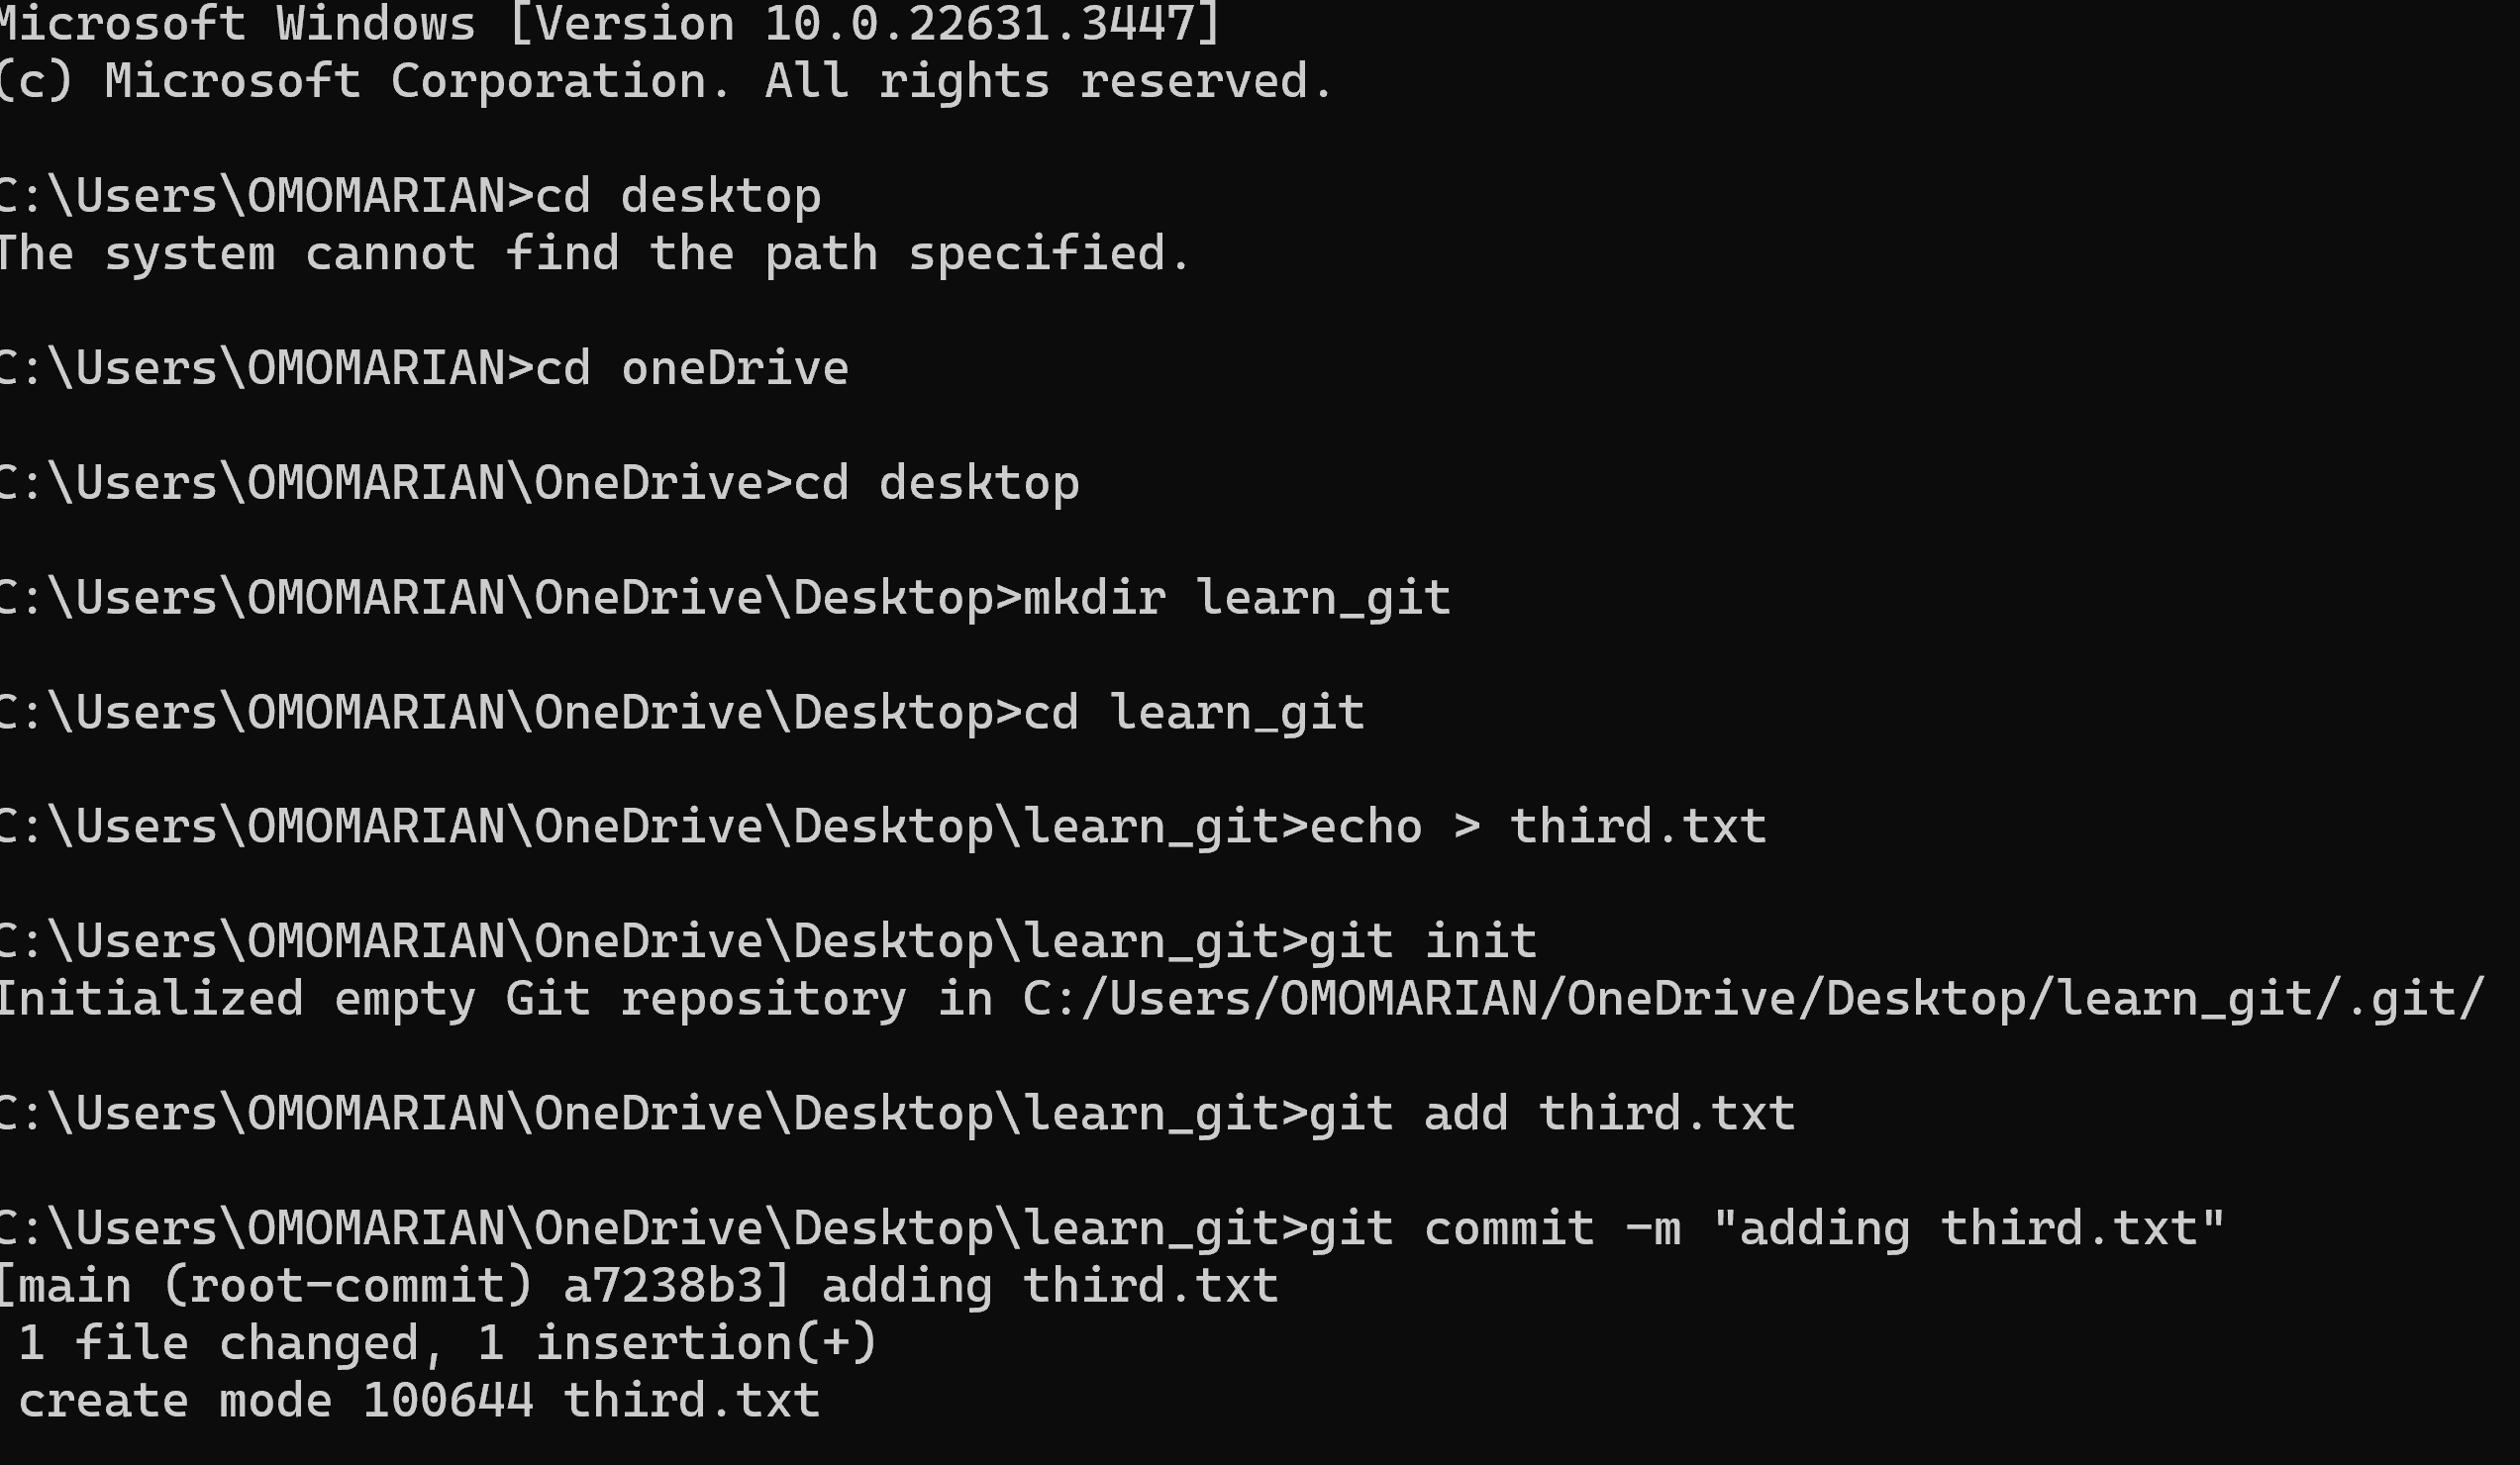 Microsoft Windows [Version 10.0.22631.3447]
(c) Microsoft Corporation. All rights reserved.
C:\Users\OMOMARIAN>cd desktop
The system cannot find the path specified.
C:\Users\OMOMARIAN>cd oneDrive
C:\Users\OMOMARIAN\OneDrive>cd desktop
C:\Users\OMOMARIAN\OneDrive\Desktop>mkdir learn_git
C:\Users\OMOMARIAN\OneDrive\Desktop>cd learn_git
C:\Users\OMOMARIAN\OneDrive\Desktop\learn_git>echo > third.txt
C:\Users\OMOMARIAN\OneDrive\Desktop\learn_git>git init
Initialized empty Git repository in C:/Users/OMOMARIAN/OneDrive/Desktop/learn_git/.git/
C:\Users\OMOMARIAN\OneDrive\Desktop\learn_git>git add third.txt
C:\Users\OMOMARIAN\OneDrive\Desktop\learn_git>git commit -m "adding third.txt"
[main (root-commit) a7238b3] adding third.txt
1 file changed, 1 insertion(+)
create mode 100644 third.txt